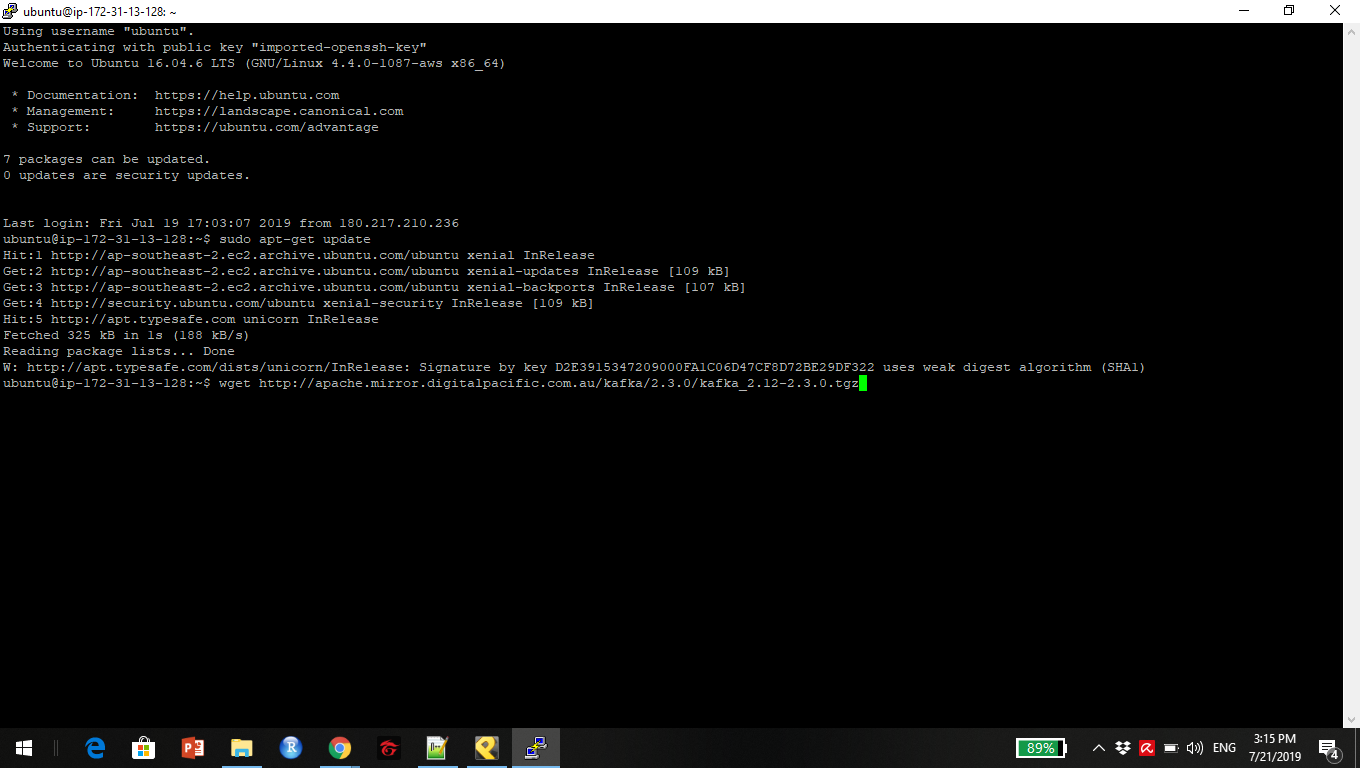 ubuntu@ip-172-31-13-128: ~
Using username "ubuntu".
Authenticating with public key "imported-openssh-key"
Welcome to Ubuntu 16.04.6 LTS (GNU/Linux 4.4.0-1087-aws x86_64)
 * Documentation:  https://help.ubuntu.com
 * Management:     https://landscape.canonical.com
 * Support:        https://ubuntu.com/advantage
7 packages can be updated.
0 updates are security updates.
Last login: Fri Jul 19 17:03:07 2019 from 180.217.210.236
ubuntu@ip-172-31-13-128:~$ sudo apt-get update
Hit:1 http://ap-southeast-2.ec2.archive.ubuntu.com/ubuntu xenial InRelease
Get:2 http://ap-southeast-2.ec2.archive.ubuntu.com/ubuntu xenial-updates InRelease [109 kB]
Get:3 http://ap-southeast-2.ec2.archive.ubuntu.com/ubuntu xenial-backports InRelease [107 kB]
Get:4 http://security.ubuntu.com/ubuntu xenial-security InRelease [109 kB]
Hit:5 http://apt.typesafe.com unicorn InRelease
Fetched 325 kB in 1s (188 kB/s)
Reading package lists... Done
W: http://apt.typesafe.com/dists/unicorn/InRelease: Signature by key D2E3915347209000FA1C06D47CF8D72BE29DF322 uses weak digest algorithm (SHA1)
ubuntu@ip-172-31-13-128:~$ wget http://apache.mirror.digitalpacific.com.au/kafka/2.3.0/kafka_2.12-2.3.0.tgz
89%
ENG
3:15 PM
7/21/2019
4